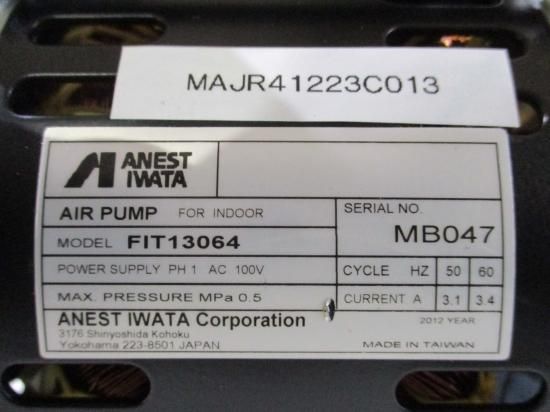 MAJR41223C013
ANEST
IWATA
AIR PUMP FOR INDOOR
SERIAL NO.
MB047
MODEL FIT13064
POWER SUPPLY PH 1 AC 100V
CYCLE HZ 50 60
MAX. PRESSURE MPa 0.5
CURRENT A 3.1 3.4
ANEST IWATA Corporation
3176 Shinyoshida Kohoku
Yokohama 223-8501 JAPAN
2012 YEAR
MADE IN TAIWAN